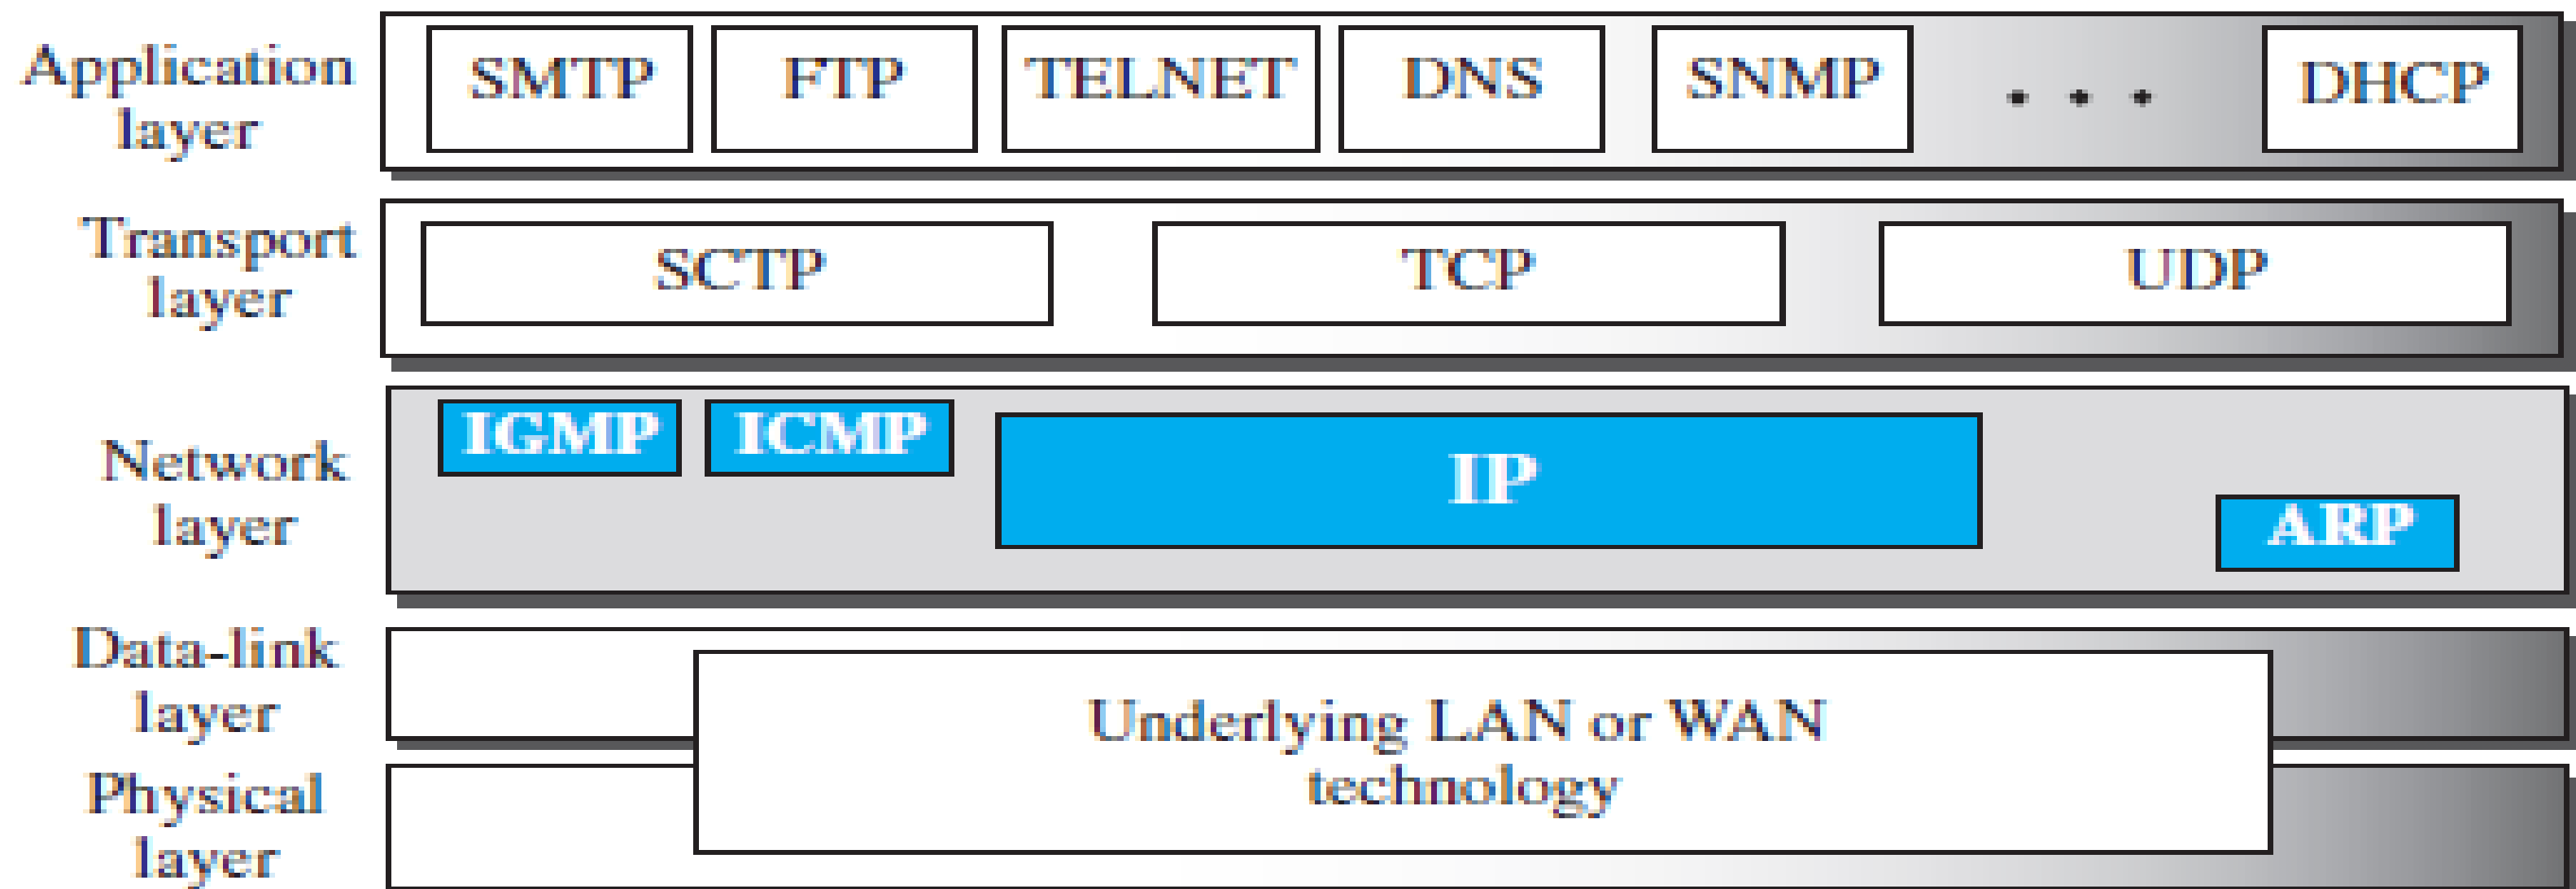 Application
layer
SMTP
FTP
TELNET
DNS
SNMP
. . .
DHCP
Transport
layer
SCTP
TCP
UDP
Network
layer
IGMP
ICMP
IP
ARP
Data-link
layer
Physical
layer
Underlying LAN or WAN
technology